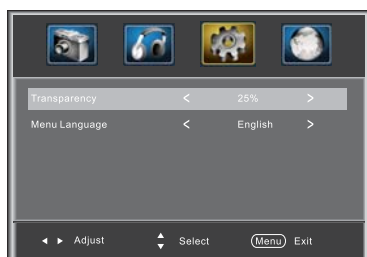 Transparency < 25% >
Menu Language < English >
Adjust Select Menu Exit